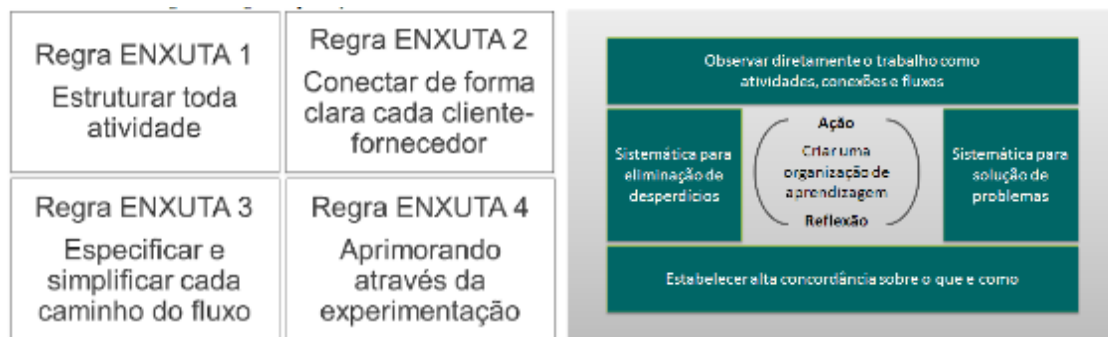 Regra ENXUTA 1
Estruturar toda
atividade
Regra ENXUTA 2
Conectar de forma
clara cada cliente-
fornecedor
Regra ENXUTA 3
Especificar e
simplificar cada
caminho do fluxo
Regra ENXUTA 4
Aprimorando
através da
experimentação
Observar diretamente o trabalho como
atividades, conexões e fluxos
Sistemática para
eliminação de
desperdícios
Ação
Criar uma
organização de
aprendizagem
Reflexão
Sistemática para
solução de
problemas
Estabelecer alta concordância sobre o que e como